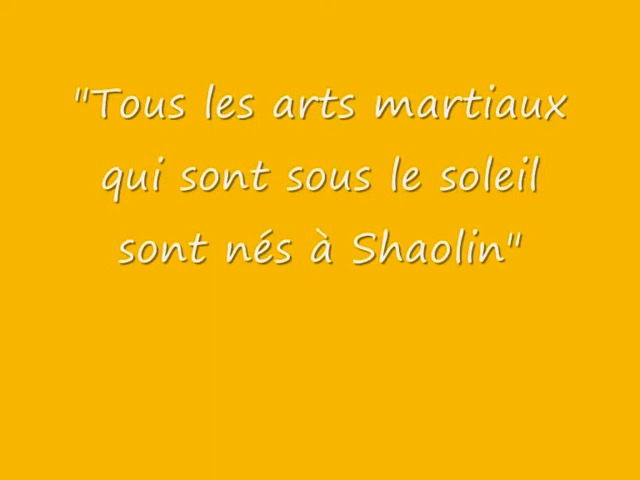 "Tous les arts martiaux
qui sont sous le soleil
sont nés à Shaolin"